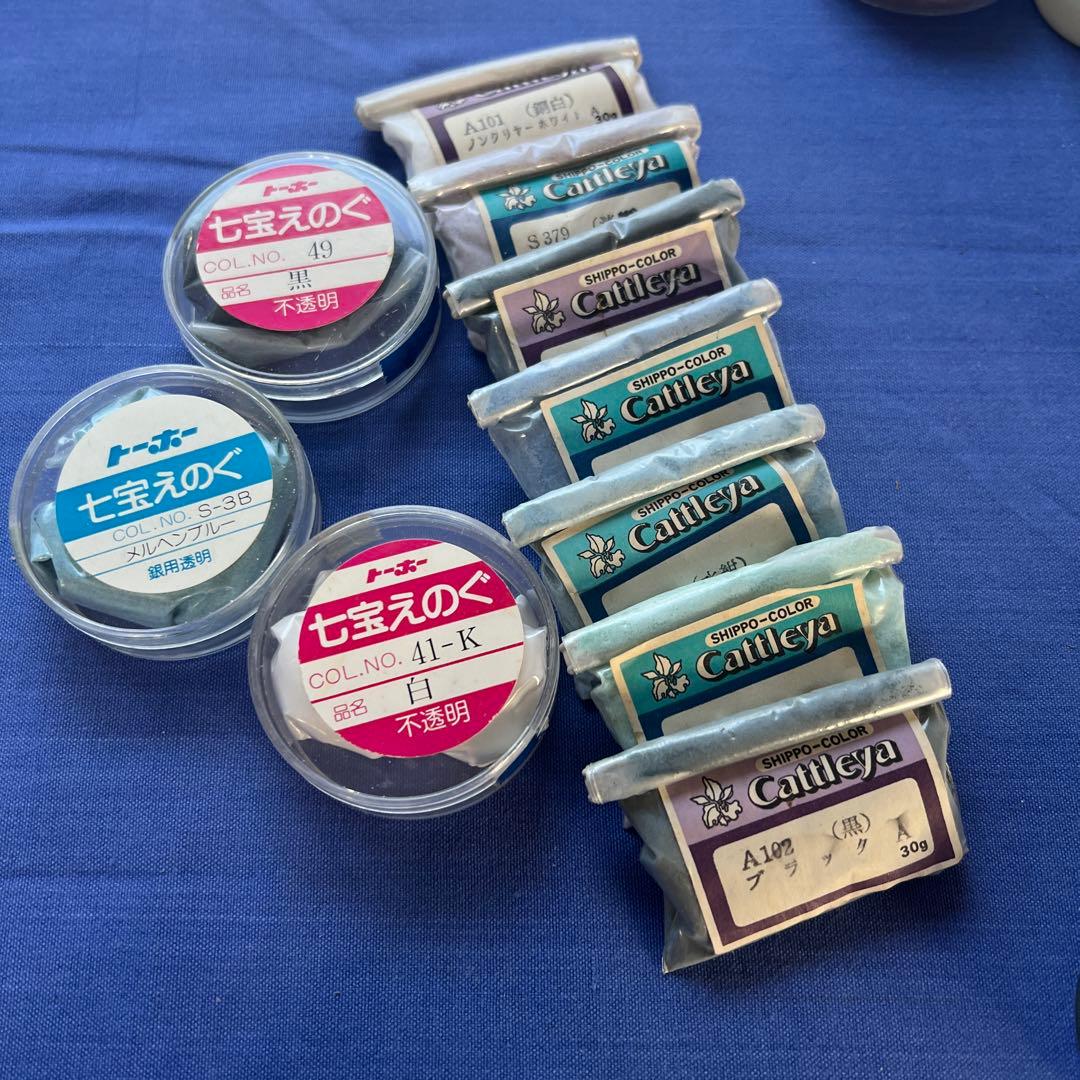 トーホー
七宝えのぐ
COL.NO. 49
品名 黒
不透明
トーホー
七宝えのぐ
COL.NO. S-3B
メルヘンブルー
銀用透明
トーホー
七宝えのぐ
COL.NO. 41-K
品名 白
不透明
A101 (銅白)
ノンクリヤーホワイト A
30g
SHIPPO-COLOR
Cattleya
S379
SHIPPO-COLOR
Cattleya
SHIPPO-COLOR
Cattleya
SHIPPO-COLOR
Cattleya
SHIPPO-COLOR
Cattleya
SHIPPO-COLOR
Cattleya
A102 (黒)
ブラック A
30g